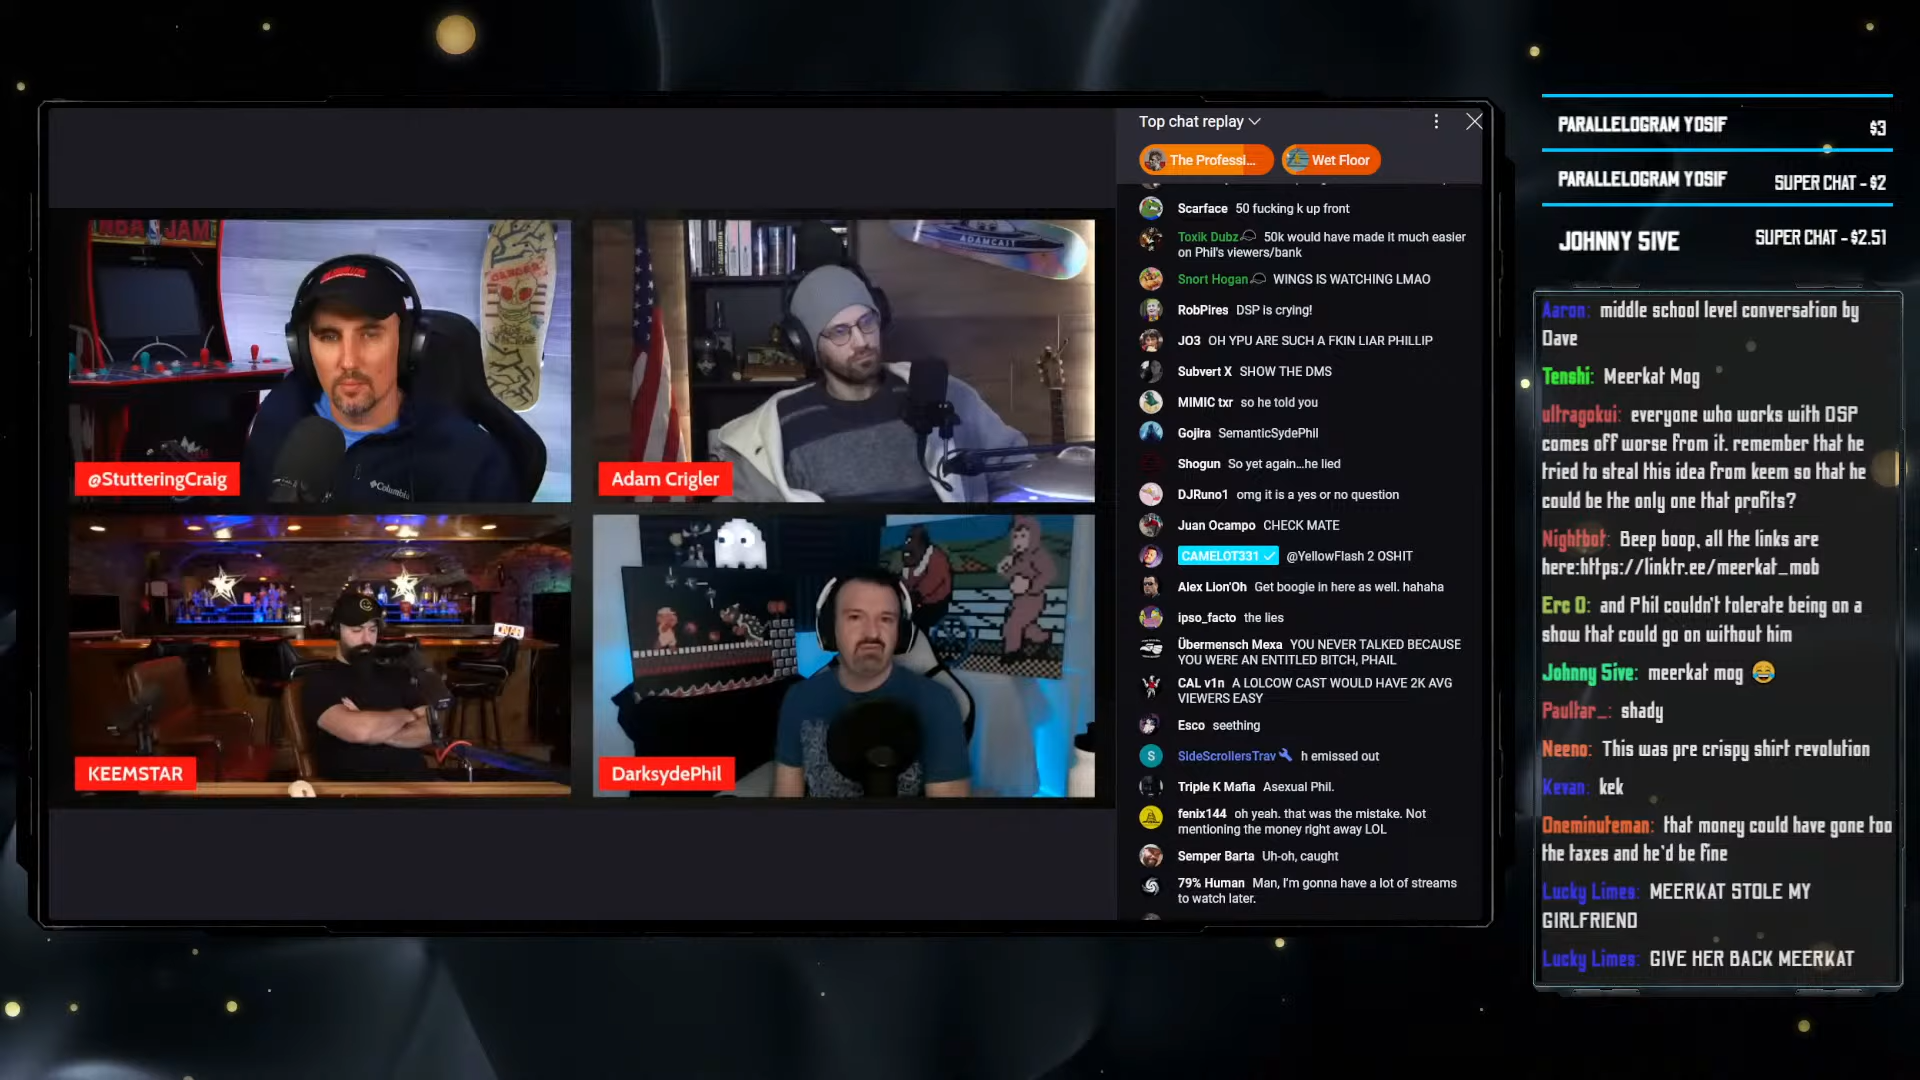 NBA JAM
ADAMCAST
Columbia
@StutteringCraig
Adam Crigler
KEEMSTAR
DarksydePhil
Top chat replay
The Professi...
Wet Floor
Scarface 50 fucking k up front
Toxik Dubz 50k would have made it much easier
on Phil's viewers/bank
Snort Hogan WINGS IS WATCHING LMAO
RobPires DSP is crying!
JO3 OH YPU ARE SUCH A FKIN LIAR PHILLIP
Subvert X SHOW THE DMS
MIMIC txr so he told you
Gojira SemanticSydePhil
Shogun So yet again...he lied
DJRuno1 omg it is a yes or no question
Juan Ocampo CHECK MATE
CAMELOT331 @YellowFlash 2 OSHIT
Alex Lion'Oh Get boogie in here as well. hahaha
ipso_facto the lies
Übermensch Mexa YOU NEVER TALKED BECAUSE
YOU WERE AN ENTITLED BITCH, PHAIL
CAL v1n A LOLCOW CAST WOULD HAVE 2K AVG
VIEWERS EASY
Esco seething
S SideScrollersTrav h emissed out
Triple K Mafia Asexual Phil.
fenix144 oh yeah. that was the mistake. Not
mentioning the money right away LOL
Semper Barta Uh-oh, caught
79% Human Man, I'm gonna have a lot of streams
to watch later.
PARALLELOGRAM YOSIF $3
PARALLELOGRAM YOSIF SUPER CHAT - $2
JOHNNY 5IVE SUPER CHAT - $2.51
Aaron: middle school level conversation by
Dave
Tenshi: Meerkat Mog
ultragokui: everyone who works with DSP
comes off worse from it. remember that he
tried to steal this idea from keem so that he
could be the only one that profits?
Nightbot: Beep boop, all the links are
here:https://linktr.ee/meerkat_mob
Erc O: and Phil couldn't tolerate being on a
show that could go on without him
Johnny 5ive: meerkat mog 😂
Paultar_: shady
Neeno: This was pre crispy shirt revolution
Kevan: kek
Oneminuteman: that money could have gone too
the taxes and he'd be fine
Lucky Limes: MEERKAT STOLE MY
GIRLFRIEND
Lucky Limes: GIVE HER BACK MEERKAT